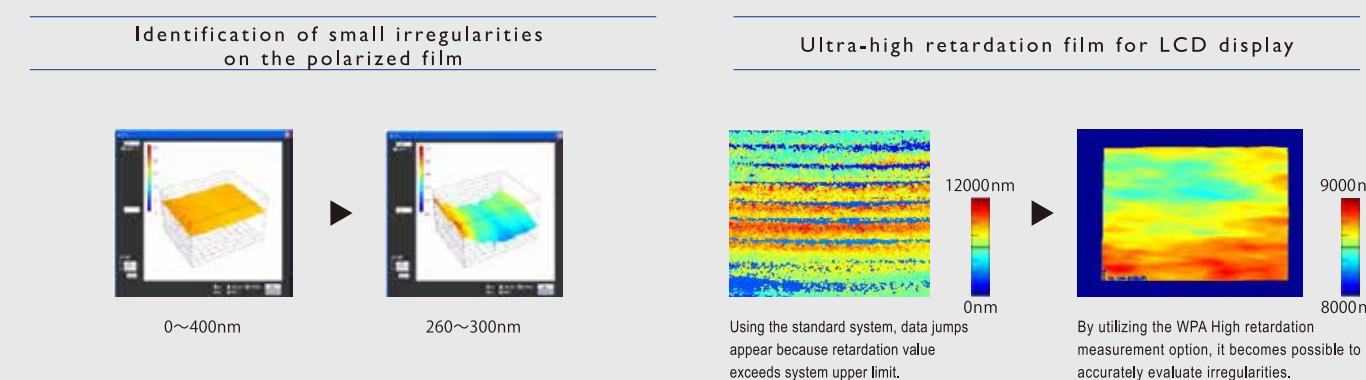 Identification of small irregularities
on the polarized film
0～400nm
260～300nm
Ultra-high retardation film for LCD display
12000nm
0nm
Using the standard system, data jumps
appear because retardation value
exceeds system upper limit.
9000n
8000n
By utilizing the WPA High retardation
measurement option, it becomes possible to
accurately evaluate irregularities.